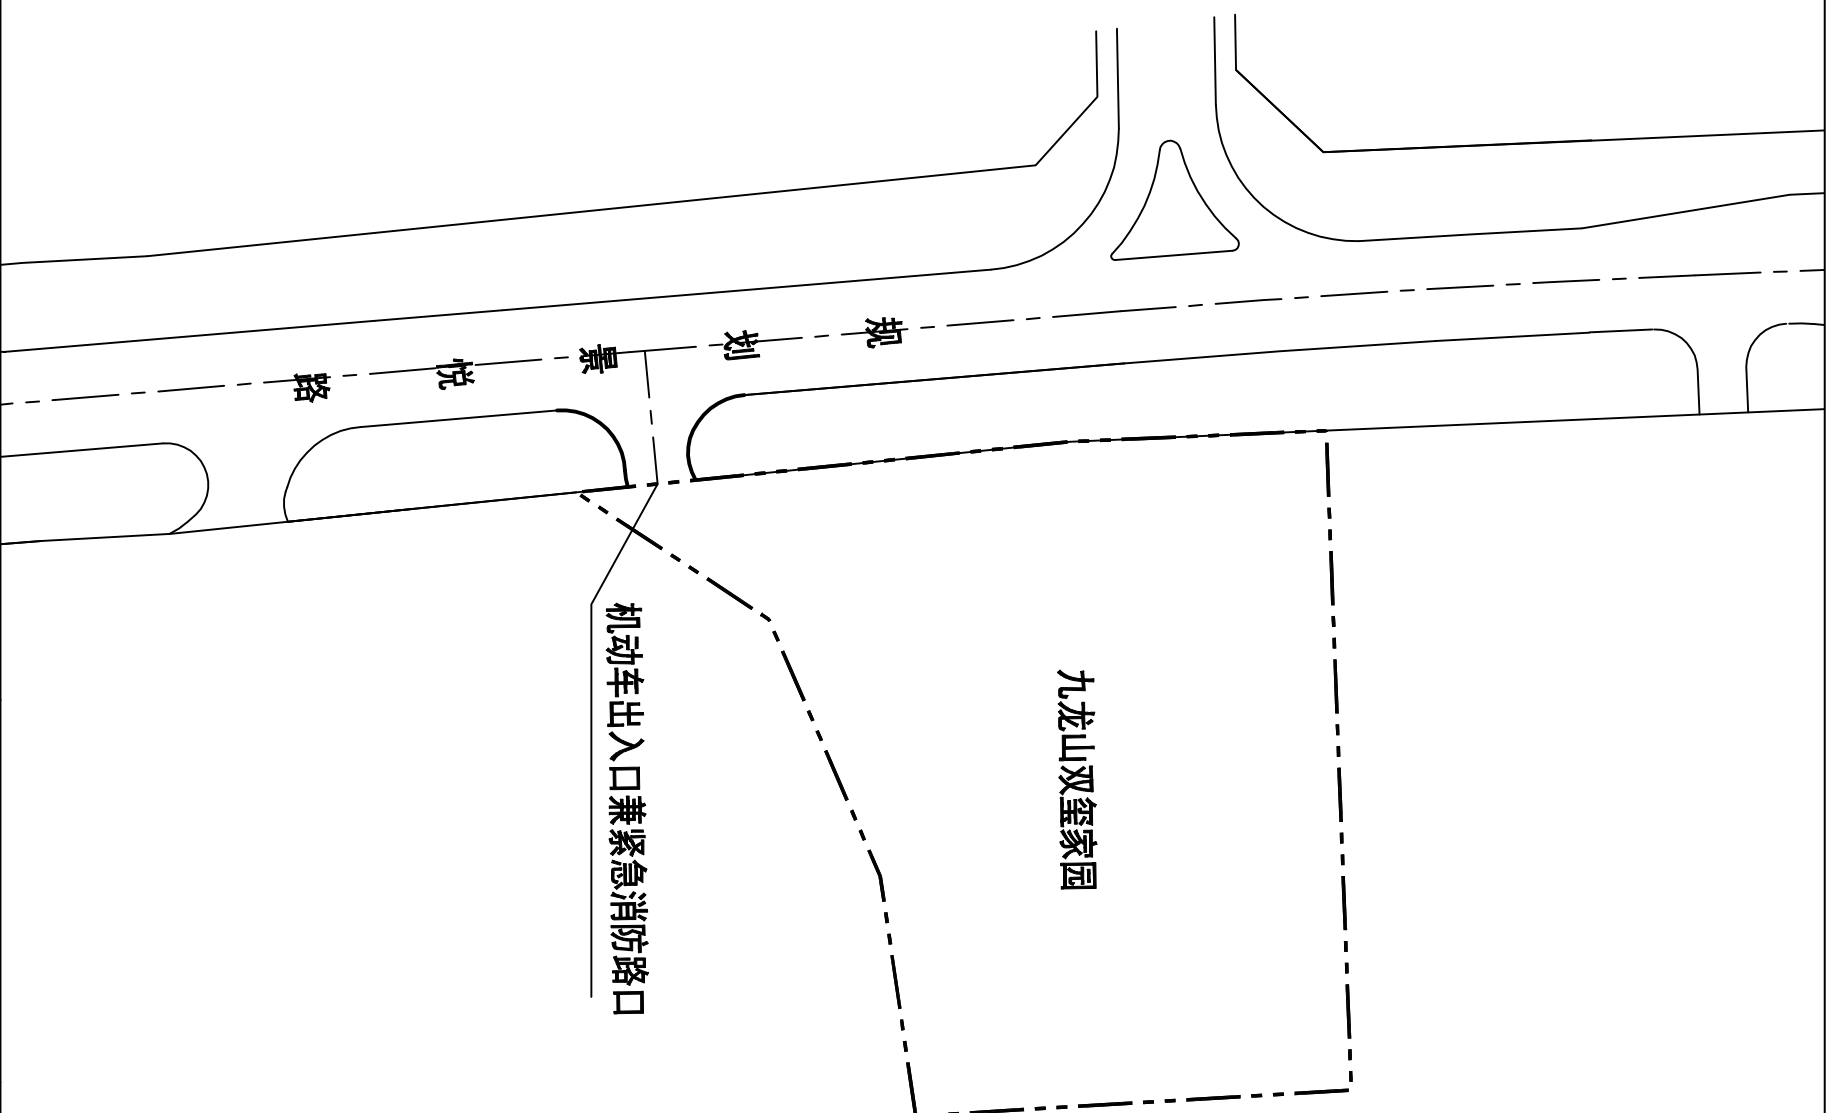 规划景悦路
机动车出入口兼紧急消防路口
九龙山双玺家园